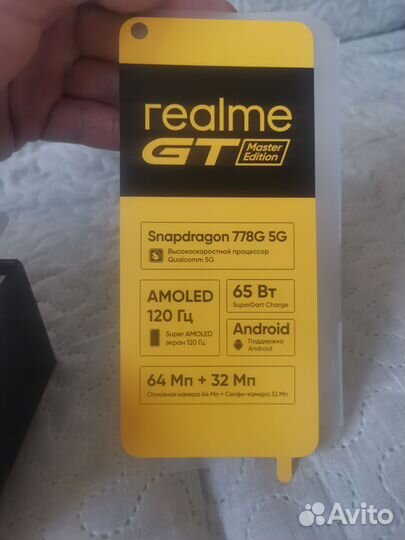 realme
GT Master
Edition
Snapdragon 778G 5G
Высокоскоростной процессор
Qualcomm 5G
AMOLED
120 Гц
Super AMOLED
экран 120 Гц
65 Вт
SuperDart Charge
Android
Поддержка
Android
64 Мп + 32 Мп
Основная камера 64 Мп + Селфи-камера 32 Мп
Avito